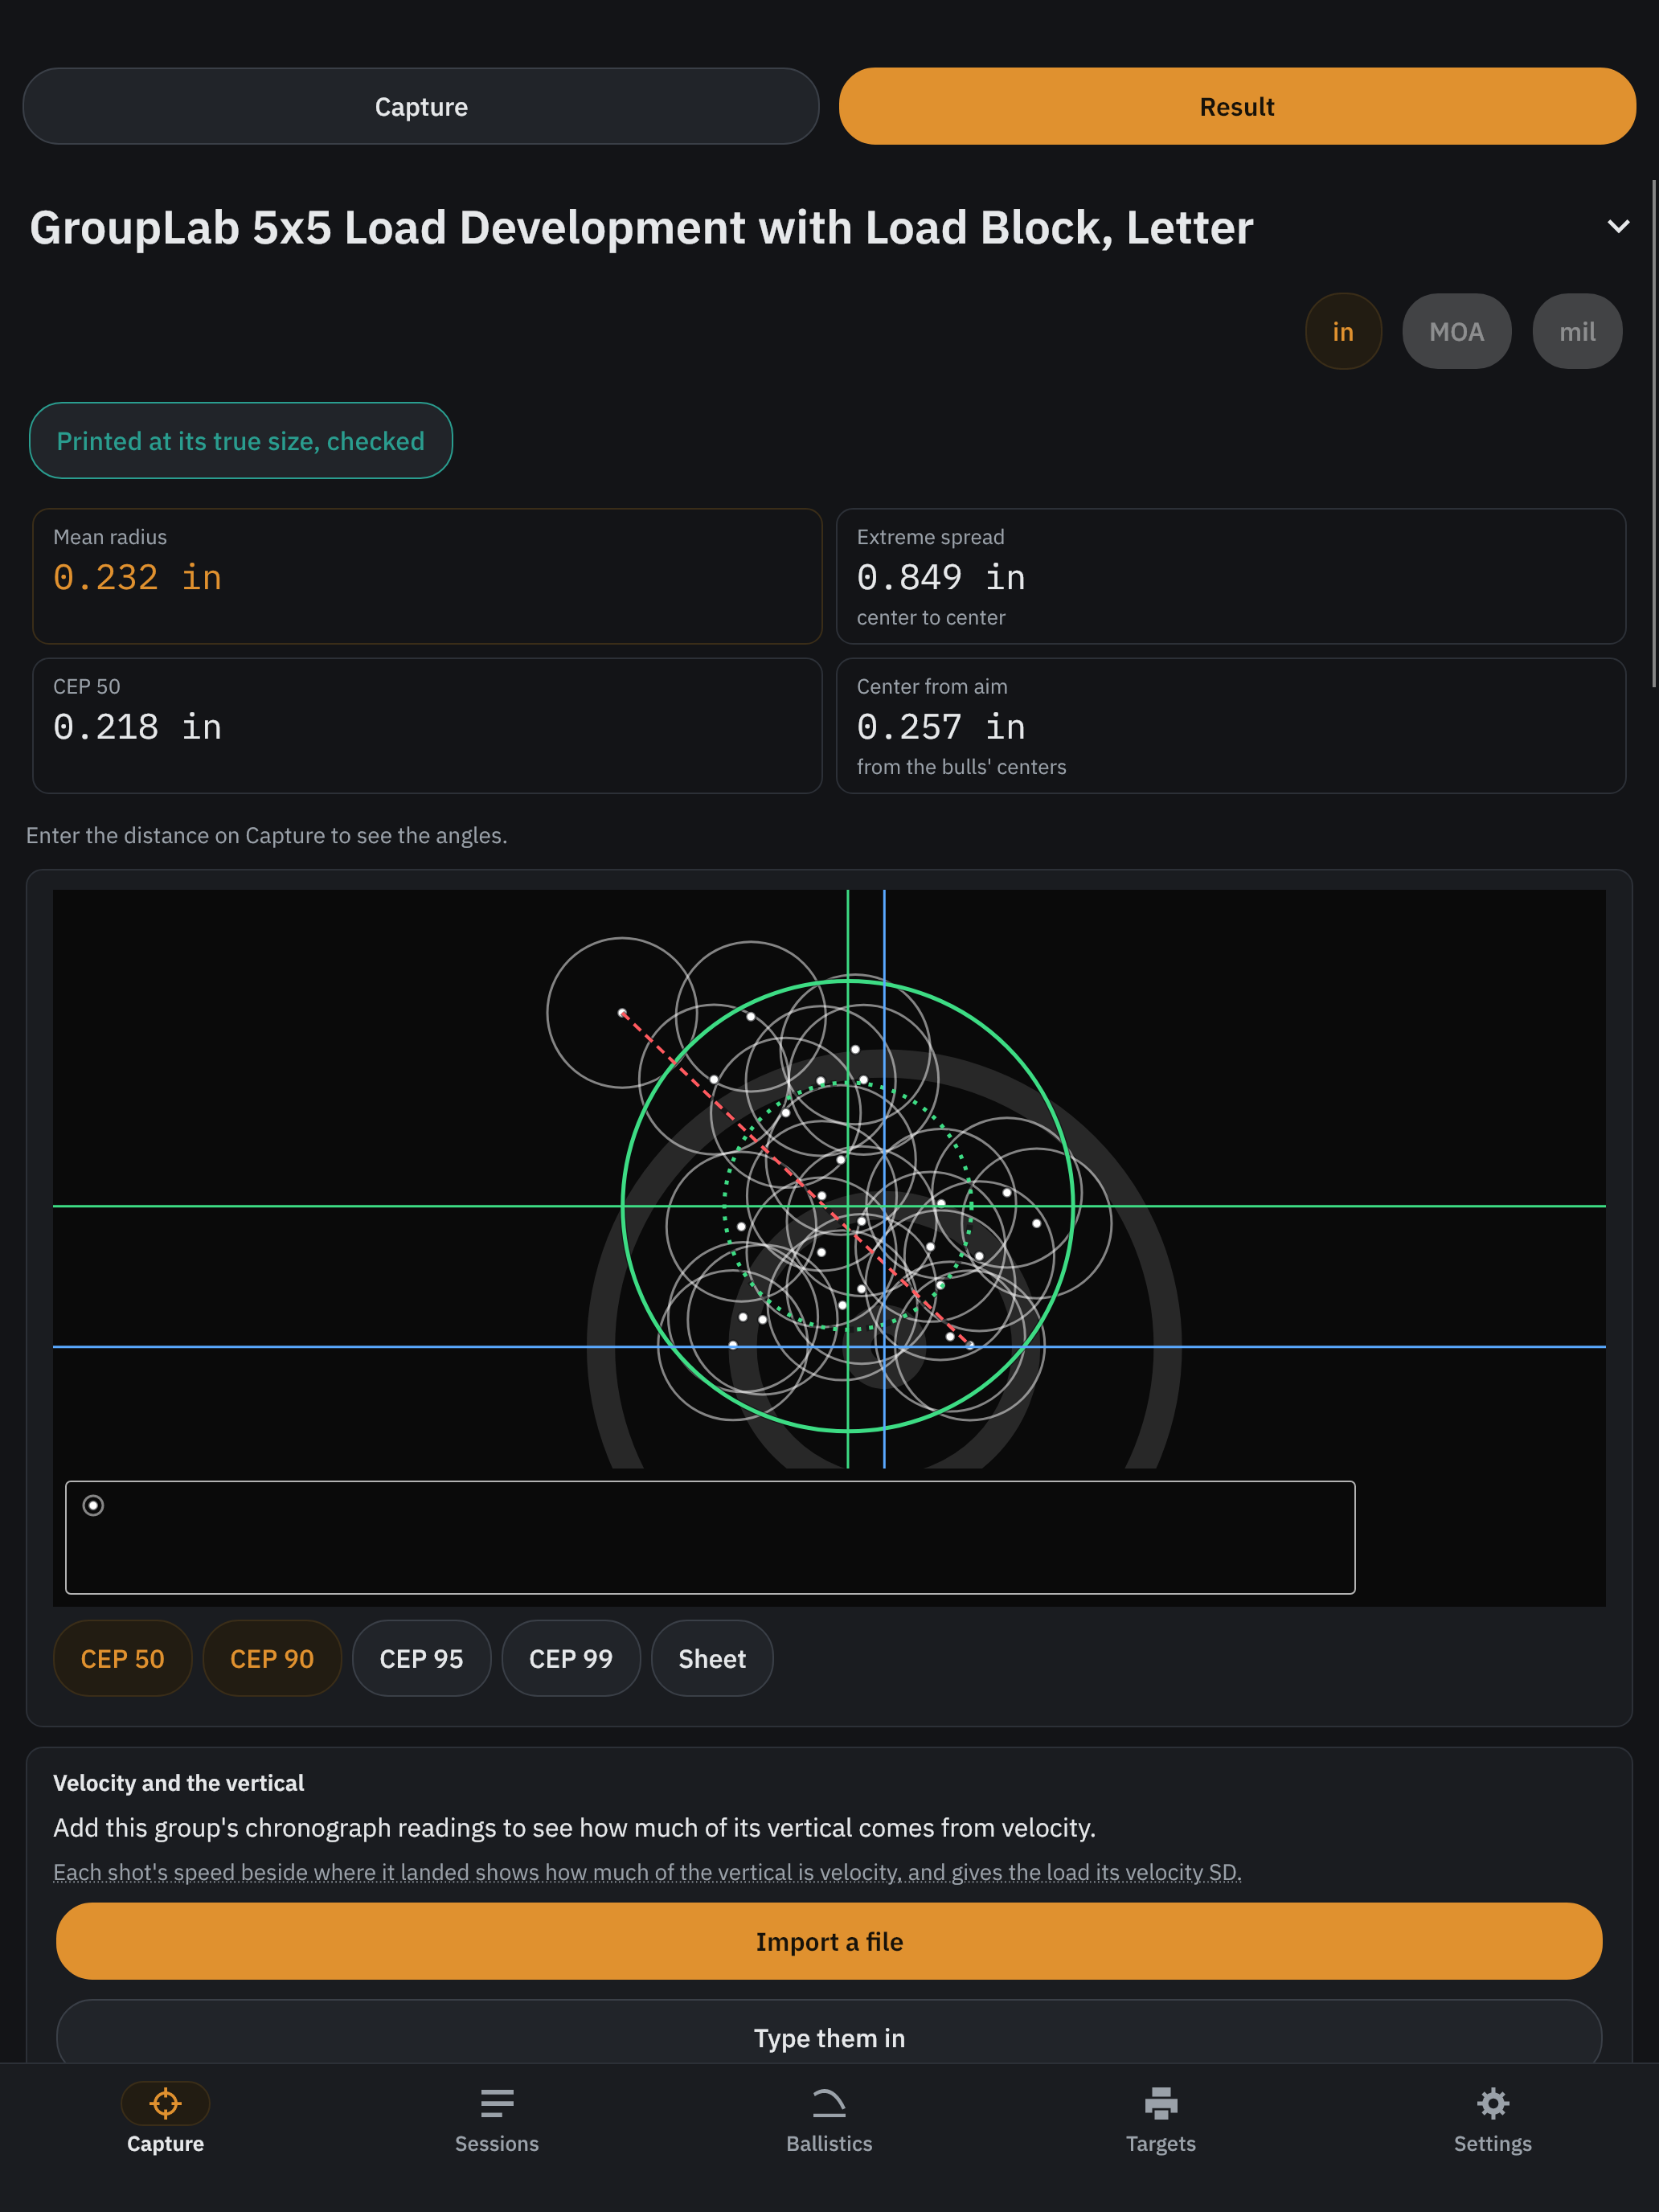 Capture
Result
GroupLab 5x5 Load Development with Load Block, Letter
in
MOA
mil
Printed at its true size, checked
Mean radius
0.232 in
Extreme spread
0.849 in
center to center
CEP 50
0.218 in
Center from aim
0.257 in
from the bulls' centers
Enter the distance on Capture to see the angles.
CEP 50
CEP 90
CEP 95
CEP 99
Sheet
Velocity and the vertical
Add this group's chronograph readings to see how much of its vertical comes from velocity.
Each shot's speed beside where it landed shows how much of the vertical is velocity, and gives the load its velocity SD.
Import a file
Type them in
Capture
Sessions
Ballistics
Targets
Settings